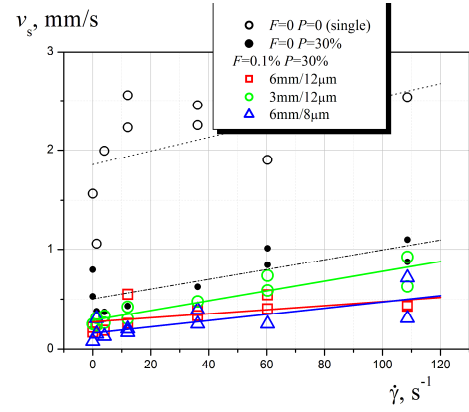 vs, mm/s
F=0 P=0 (single)
F=0 P=30%
F=0.1% P=30%
6mm/12µm
3mm/12µm
6mm/8µm
3
2
1
0
0 20 40 60 80 100 120
γ̇, s⁻¹